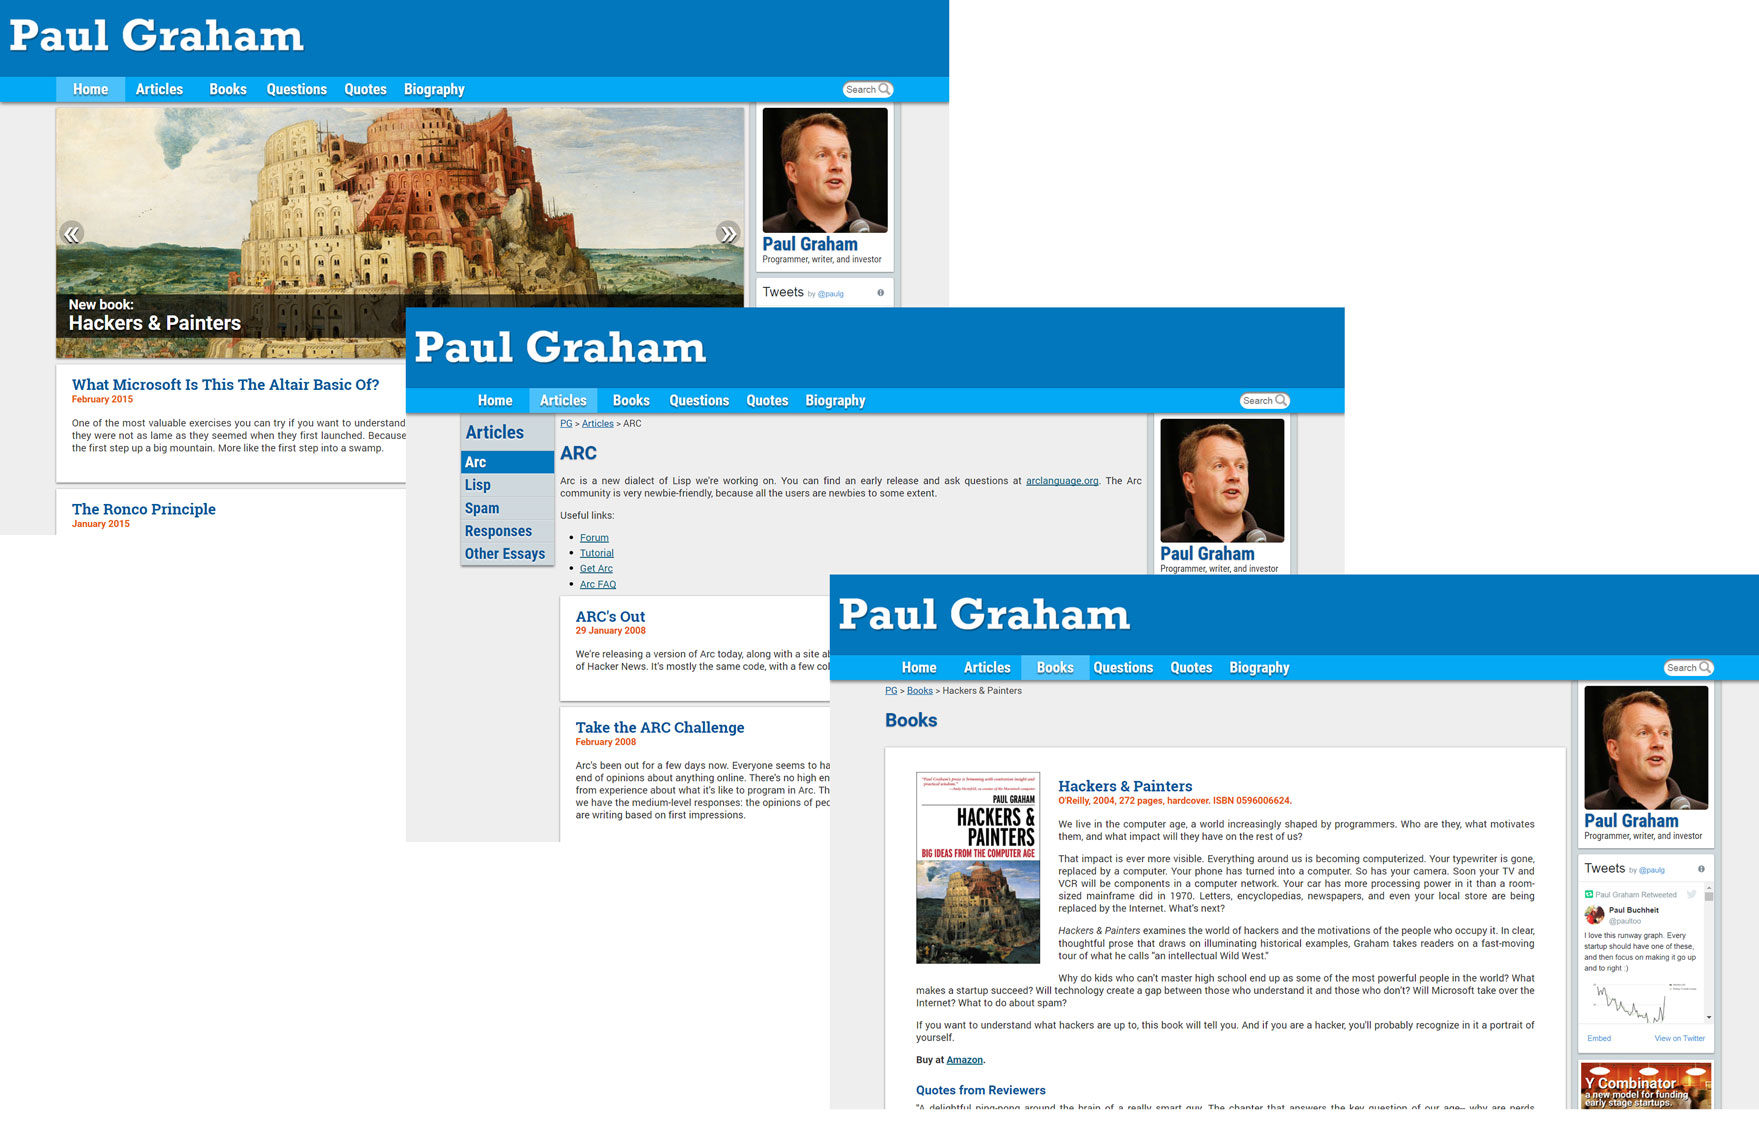 Paul Graham
Home Articles Books Questions Quotes Biography
Search
New book:
Hackers & Painters
Paul Graham
Programmer, writer, and investor
Tweets by @paulg
What Microsoft Is This The Altair Basic Of?
February 2015
One of the most valuable exercises you can try if you want to understand
they were not as lame as they seemed when they first launched. Because
the first step up a big mountain. More like the first step into a swamp.
The Ronco Principle
January 2015
Paul Graham
Home Articles Books Questions Quotes Biography
Search
Articles
Arc
Lisp
Spam
Responses
Other Essays
PG > Articles > ARC
ARC
Arc is a new dialect of Lisp we're working on. You can find an early release and ask questions at arclanguage.org. The Arc
community is very newbie-friendly, because all the users are newbies to some extent.
Useful links:
Forum
Tutorial
Get Arc
Arc FAQ
ARC's Out
29 January 2008
We're releasing a version of Arc today, along with a site
of Hacker News. It's mostly the same code, with a few
Take the ARC Challenge
February 2008
Arc's been out for a few days now. Everyone seems to
end of opinions about anything online. There's no high
from experience about what it's like to program in Arc.
we have the medium-level responses: the opinions of
are writing based on first impressions.
Paul Graham
Programmer, writer, and investor
Paul Graham
Home Articles Books Questions Quotes Biography
Search
PG > Books > Hackers & Painters
Books
"Paul Graham's prose is brimming with contrarian insight and
practical wisdom."
PAUL GRAHAM
HACKERS &
PAINTERS
BIG IDEAS FROM THE COMPUTER AGE
Hackers & Painters
O'Reilly, 2004, 272 pages, hardcover. ISBN 0596006624.
We live in the computer age, a world increasingly shaped by programmers. Who are they, what motivates
them, and what impact will they have on the rest of us?
That impact is ever more visible. Everything around us is becoming computerized. Your typewriter is gone,
replaced by a computer. Your phone has turned into a computer. So has your camera. Soon your TV and
VCR will be components in a computer network. Your car has more processing power in it than a room-
sized mainframe did in 1970. Letters, encyclopedias, newspapers, and even your local store are being
replaced by the Internet. What's next?
Hackers & Painters examines the world of hackers and the motivations of the people who occupy it. In clear,
thoughtful prose that draws on illuminating historical examples, Graham takes readers on a fast-moving
tour of what he calls "an intellectual Wild West."
Why do kids who can't master high school end up as some of the most powerful people in the world? What
makes a startup succeed? Will technology create a gap between those who understand it and those who don't? Will Microsoft take over the
Internet? What to do about spam?
If you want to understand what hackers are up to, this book will tell you. And if you are a hacker, you'll probably recognize in it a portrait of
yourself.
Buy at Amazon.
Quotes from Reviewers
"A delightful ping-pong around the brain of a really smart guy. The chapter that answers the key question of our age-- why are nerds
Paul Graham
Programmer, writer, and investor
Tweets by @paulg
Paul Graham Retweeted
Paul Buchheit
@paultoo
I love this runway graph. Every
startup should have one of these,
and then focus on making it go up
and to right :)
Embed View on Twitter
Y Combinator
a new model for funding
early stage startups.